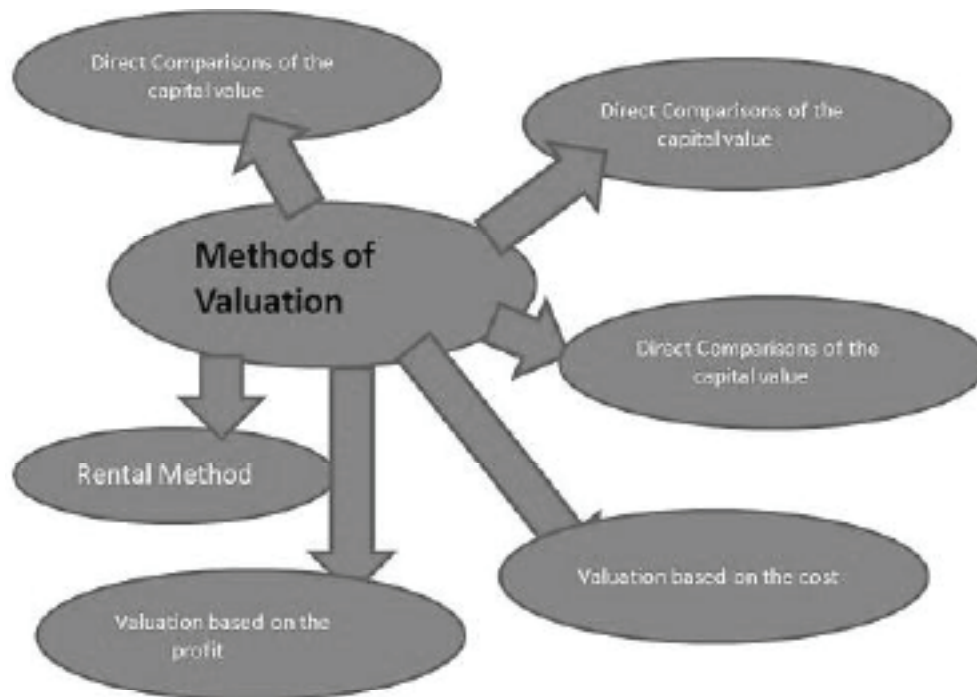 Direct Comparisons of the
capital value
Direct Comparisons of the
capital value
Methods of
Valuation
Direct Comparisons of the
capital value
Rental Method
Valuation based on the cost
Valuation based on the
profit